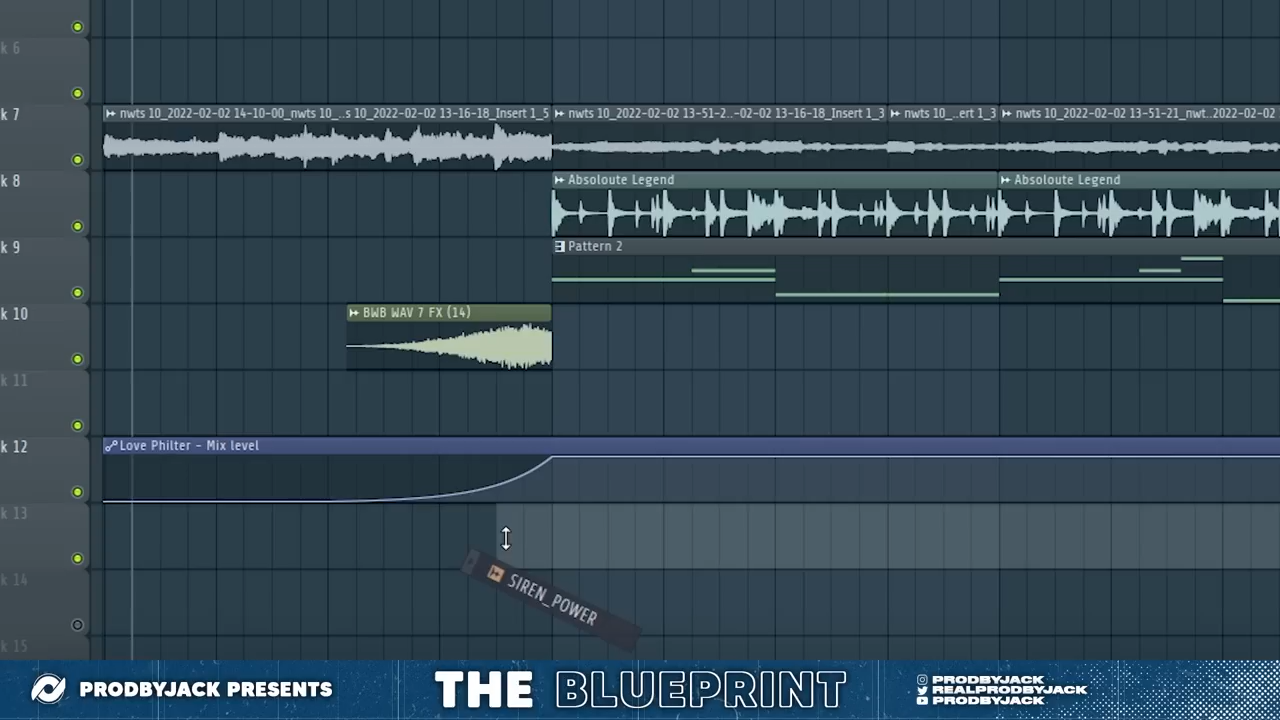 k 6
k 7
nwts 10_2022-02-02 14-10-00_nwts 10_..s 10_2022-02-02 13-16-18_Insert 1_5
nwts 10_2022-02-02 13-51-2..-02-02 13-16-18_Insert 1_3
nwts 10_..ert 1_3
nwts 10_2022-02-02 13-51-21_nwt..2022-02-02
k 8
Absoloute Legend
Absoloute Legend
k 9
Pattern 2
k 10
BWB WAV 7 FX (14)
k 11
k 12
Love Philter - Mix level
k 13
SIREN_POWER
k 14
k 15
PRODBYJACK PRESENTS
THE BLUEPRINT
PRODBYJACK
REALPRODBYJACK
PRODBYJACK